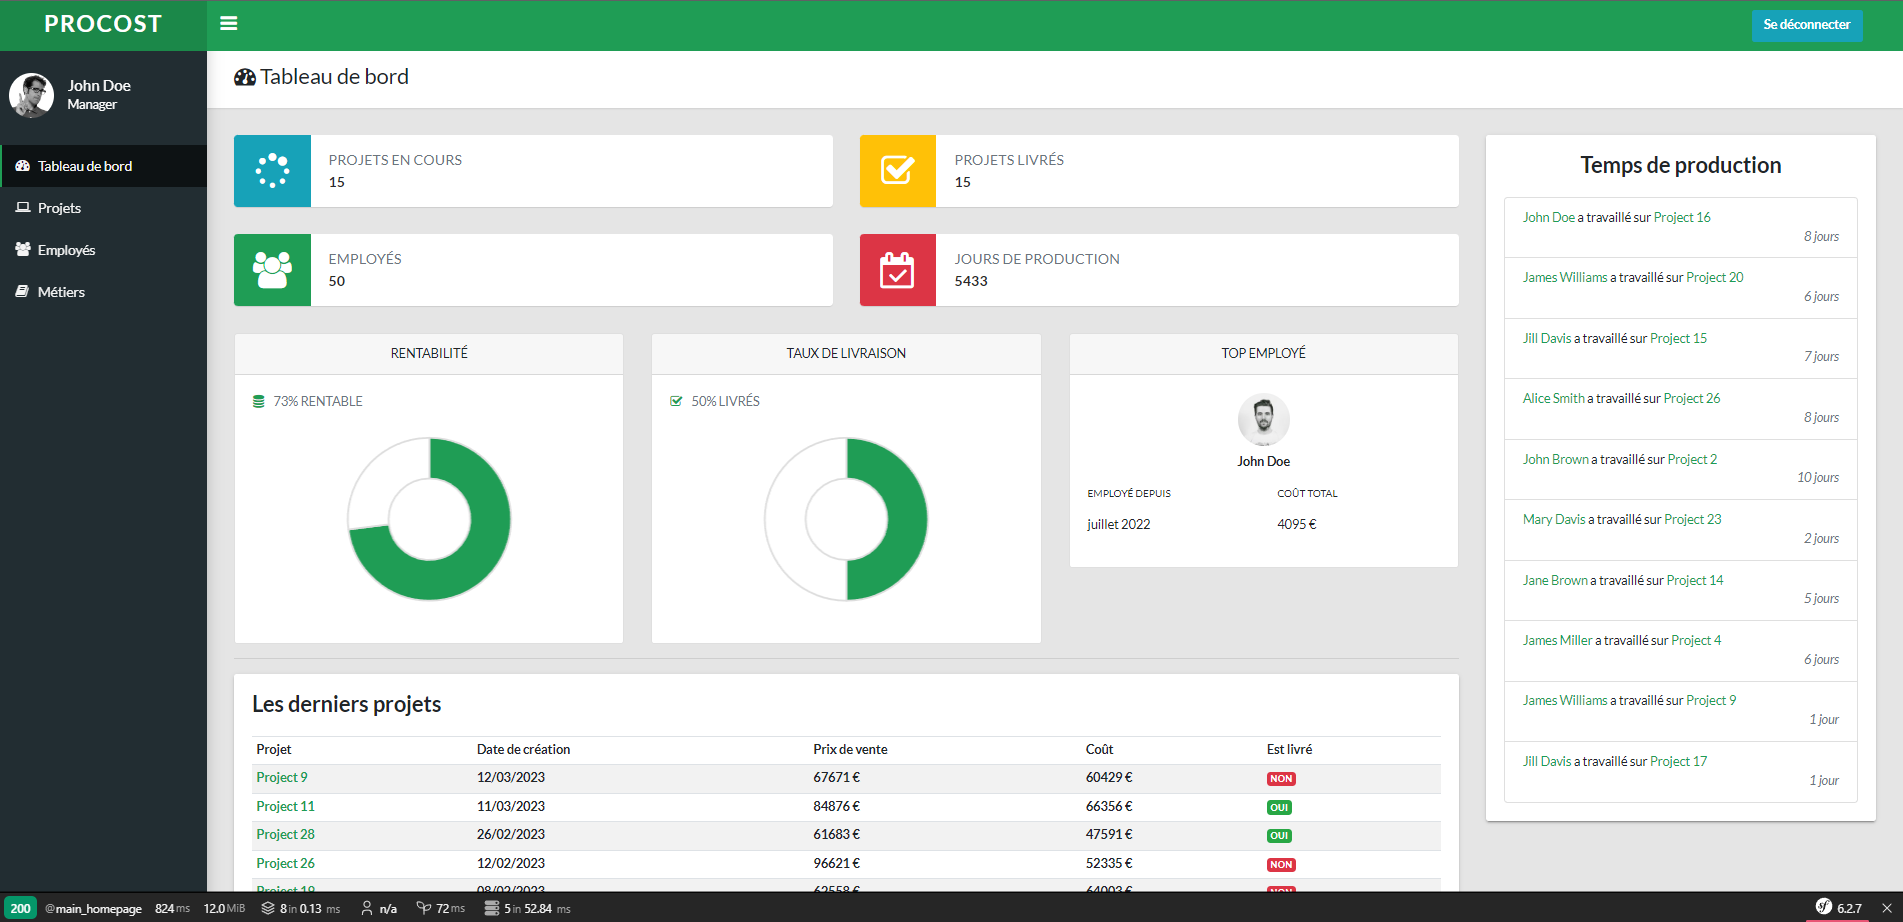 PROCOST
Se déconnecter
John Doe
Manager
Tableau de bord
Projets
Employés
Métiers
Tableau de bord
PROJETS EN COURS
15
PROJETS LIVRÉS
15
EMPLOYÉS
50
JOURS DE PRODUCTION
5433
RENTABILITÉ
73% RENTABLE
TAUX DE LIVRAISON
50% LIVRÉS
TOP EMPLOYÉ
John Doe
EMPLOYÉ DEPUIS COÛT TOTAL
juillet 2022 4095 €
Temps de production
John Doe a travaillé sur Project 16
8 jours
James Williams a travaillé sur Project 20
6 jours
Jill Davis a travaillé sur Project 15
7 jours
Alice Smith a travaillé sur Project 26
8 jours
John Brown a travaillé sur Project 2
10 jours
Mary Davis a travaillé sur Project 23
2 jours
Jane Brown a travaillé sur Project 14
5 jours
James Miller a travaillé sur Project 4
6 jours
James Williams a travaillé sur Project 9
1 jour
Jill Davis a travaillé sur Project 17
1 jour
Les derniers projets
Projet Date de création Prix de vente Coût Est livré
Project 9 12/03/2023 67671 € 60429 € NON
Project 11 11/03/2023 84876 € 66356 € OUI
Project 28 26/02/2023 61683 € 47591 € OUI
Project 26 12/02/2023 96621 € 52335 € NON
Project 19 08/02/2023 62558 € 64003 € NON
200 @main_homepage 824 ms 12.0 MiB 8 in 0.13 ms n/a 72 ms 5 in 52.84 ms sf 6.2.7